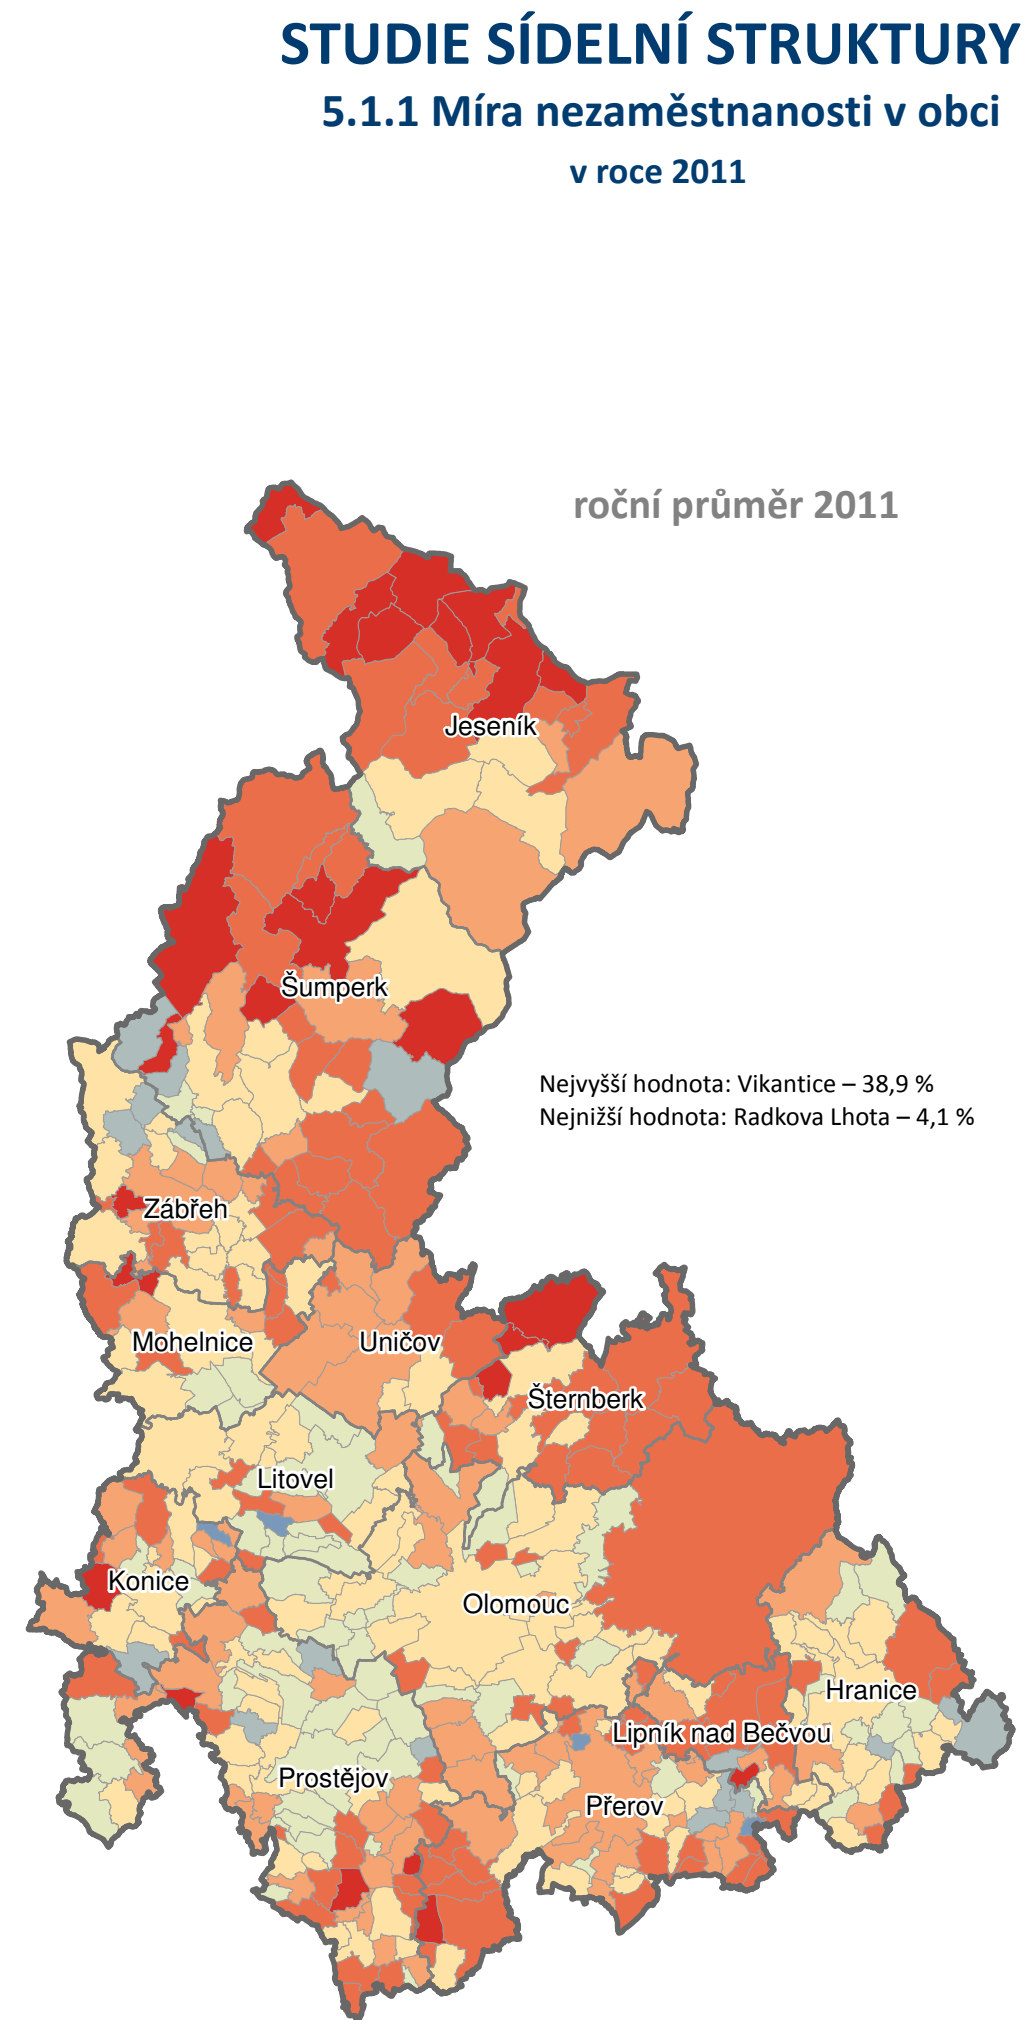 STUDIE SÍDELNÍ STRUKTURY
5.1.1 Míra nezaměstnanosti v obci
v roce 2011
roční průměr 2011
Jeseník
Šumperk
Nejvyšší hodnota: Vikantice – 38,9 %
Nejnižší hodnota: Radkova Lhota – 4,1 %
Zábřeh
Mohelnice
Uničov
Šternberk
Litovel
Konice
Olomouc
Hranice
Lipník nad Bečvou
Prostějov
Přerov